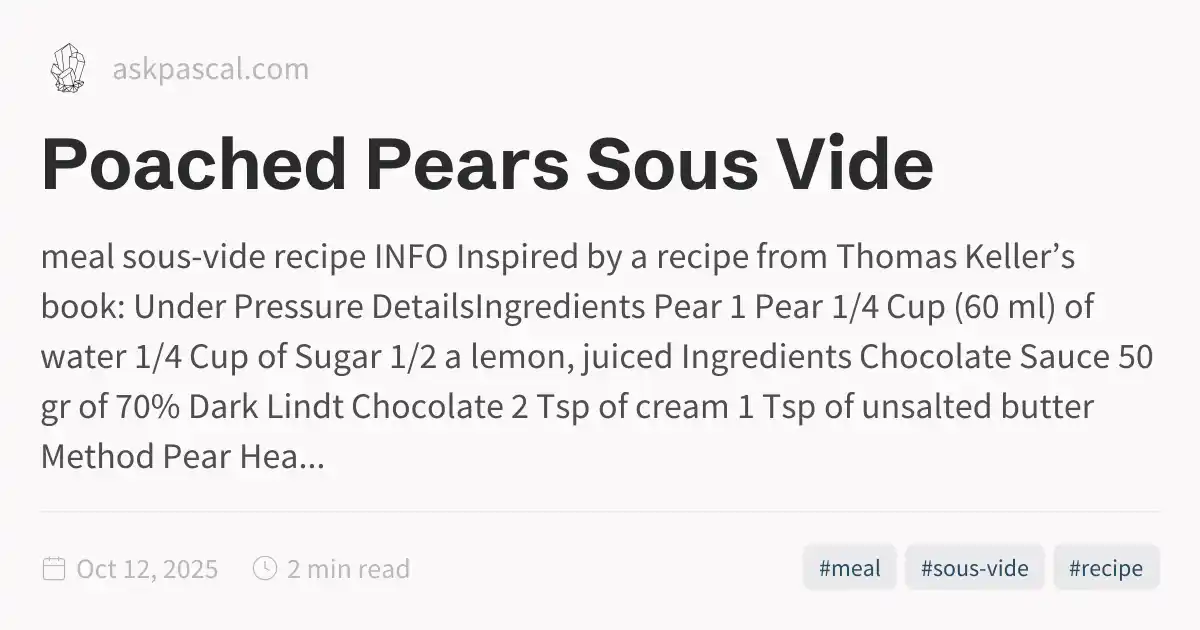 askpascal.com
Poached Pears Sous Vide
meal sous-vide recipe INFO Inspired by a recipe from Thomas Keller’s
book: Under Pressure DetailsIngredients Pear 1 Pear 1/4 Cup (60 ml) of
water 1/4 Cup of Sugar 1/2 a lemon, juiced Ingredients Chocolate Sauce 50
gr of 70% Dark Lindt Chocolate 2 Tsp of cream 1 Tsp of unsalted butter
Method Pear Hea...
Oct 12, 2025 2 min read #meal #sous-vide #recipe